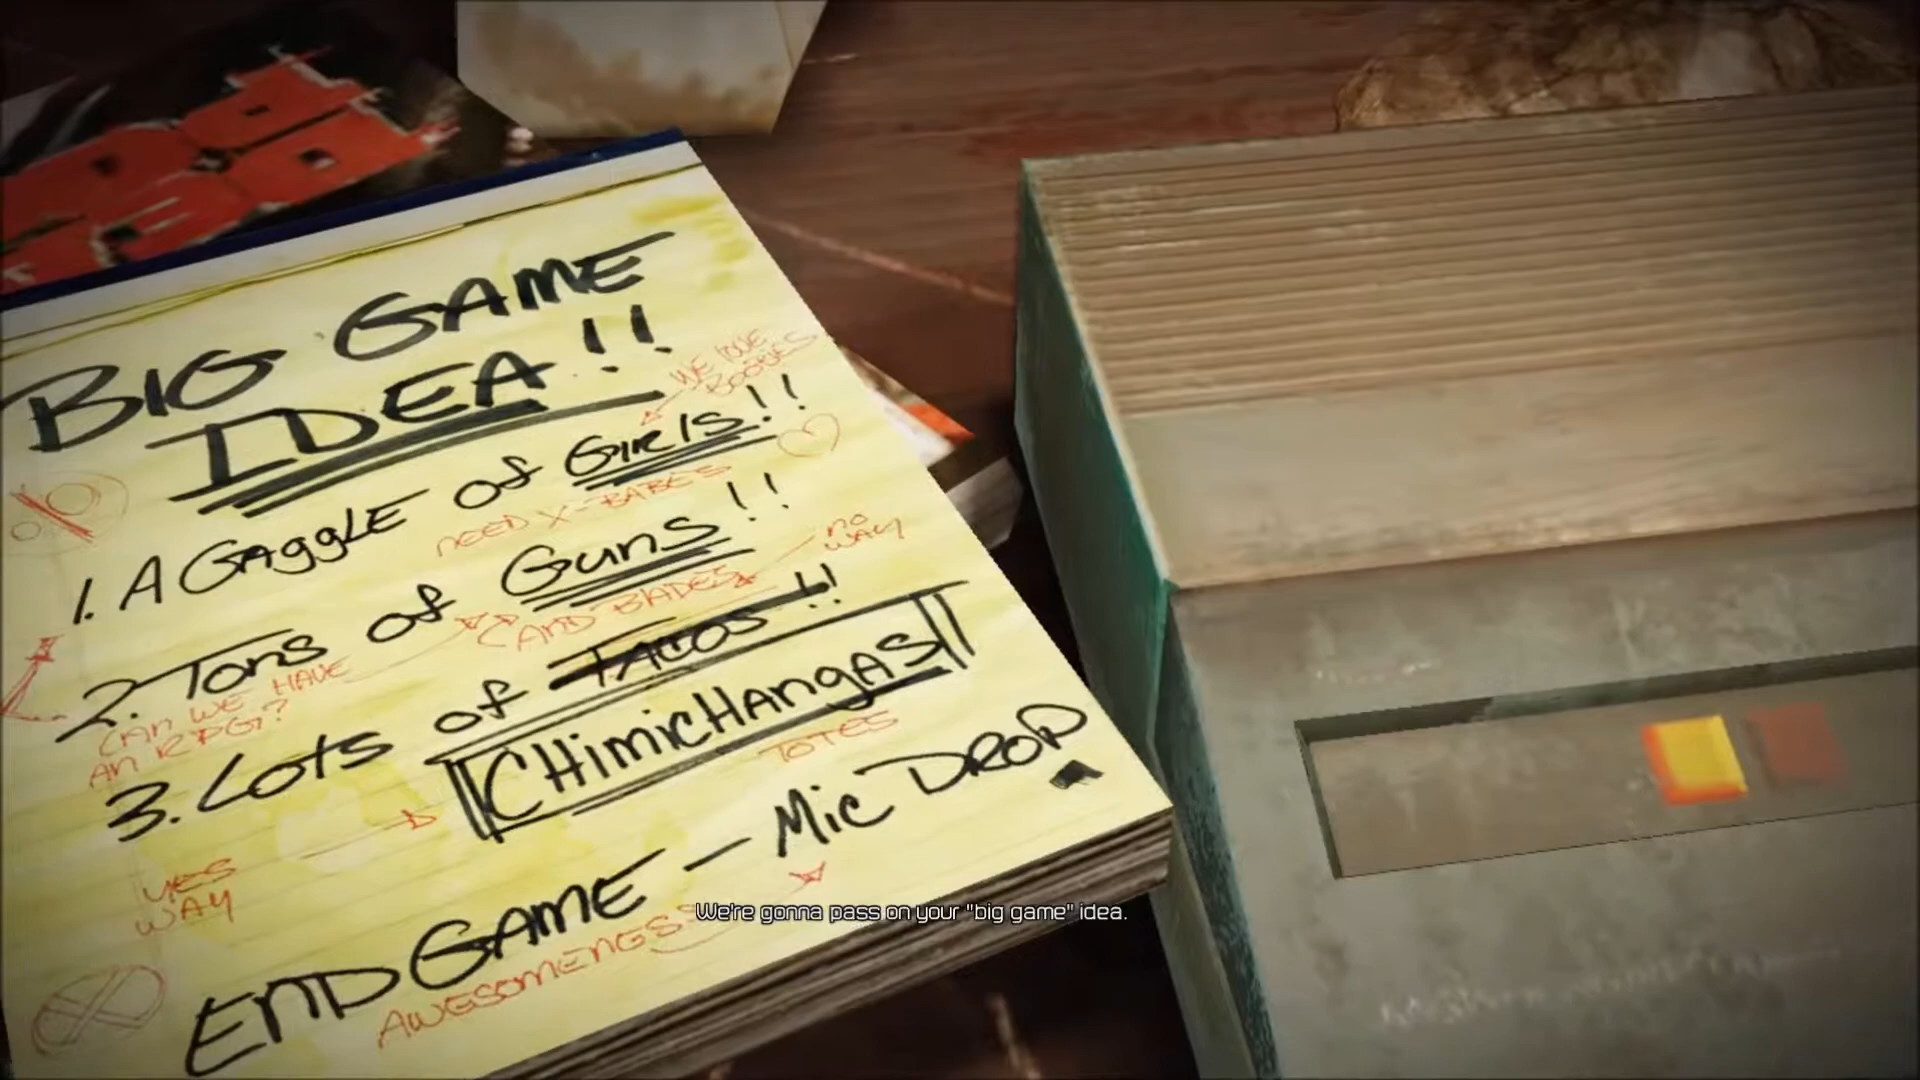 BIG GAME
IDEA!!
WE LOVE
BOOBIES
1. A GAGGLE OF GIRLS!!
NEED X-BABES
2. TONS OF GUNS!!
NO
WAY
(AND BLADES)
CAN WE HAVE
AN RPG?
3. LOTS OF TACOS!!
CHIMICHANGAS
TOTES
YES
WAY
END GAME - MIC DROP
AWESOMENESS
We're gonna pass on your "big game" idea.